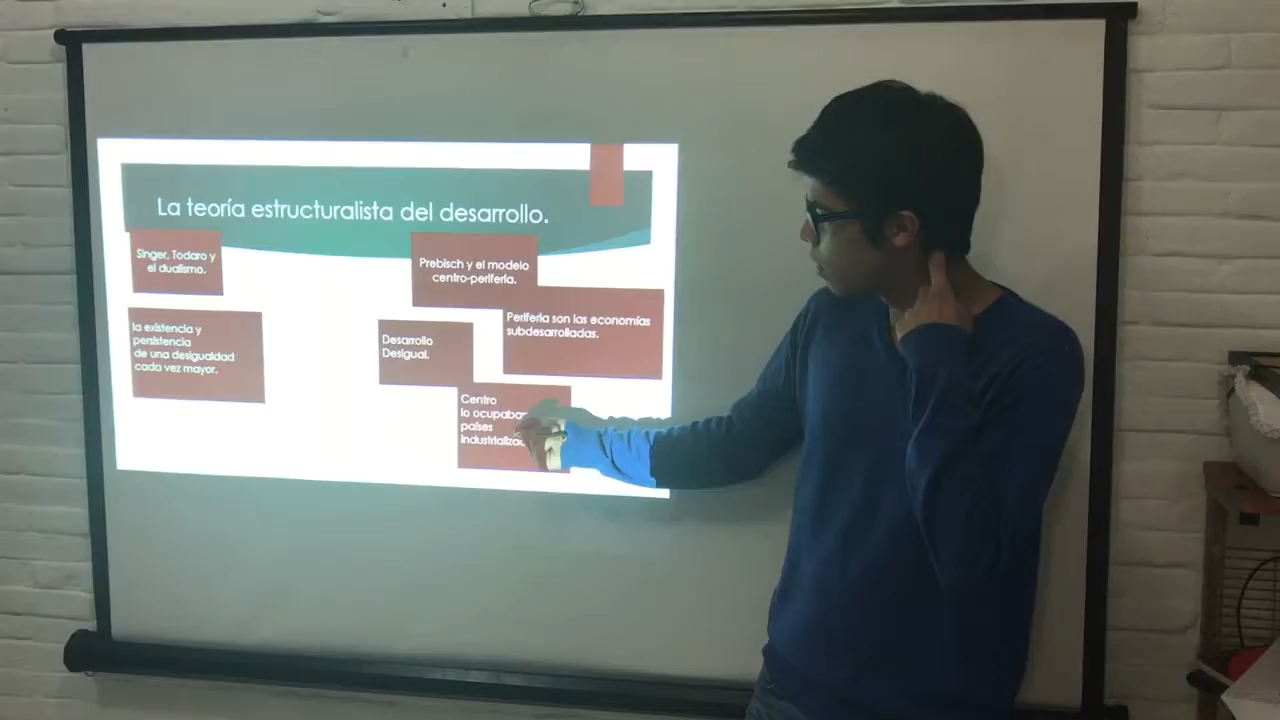 La teoría estructuralista del desarrollo.
Singer, Todaro y
el dualismo.
Prebisch y el modelo
centro-periferia.
la existencia y
persistencia
de una desigualdad
cada vez mayor.
Desarrollo
Desigual.
Periferia son las economías
subdesarrolladas.
Centro
lo ocupaba
países